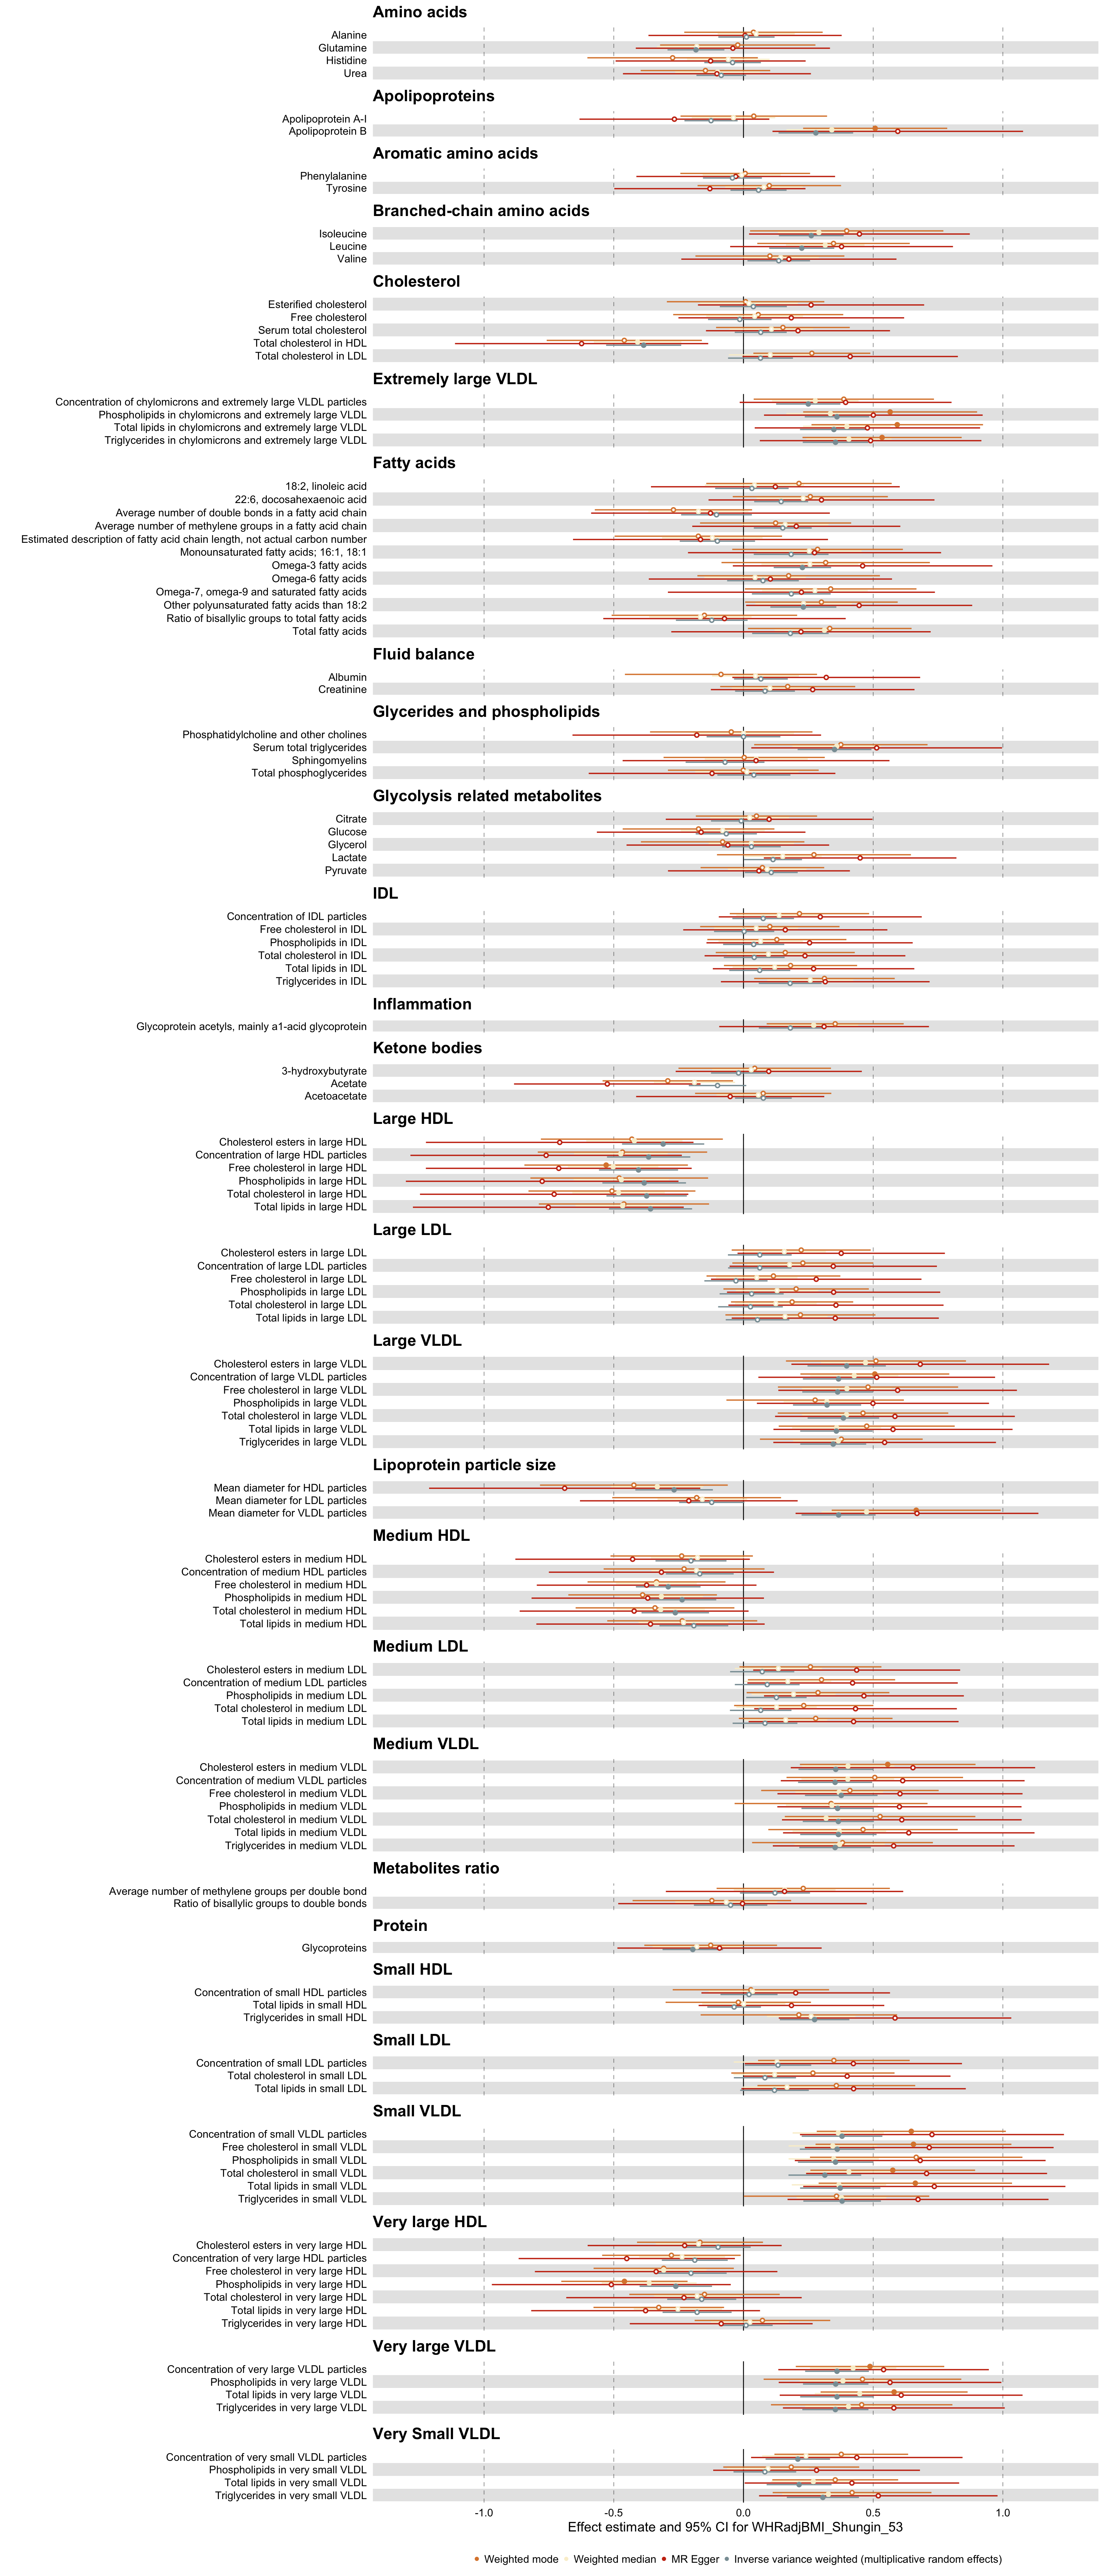 Amino acids
Alanine
Glutamine
Histidine
Urea
Apolipoproteins
Apolipoprotein A-I
Apolipoprotein B
Aromatic amino acids
Phenylalanine
Tyrosine
Branched-chain amino acids
Isoleucine
Leucine
Valine
Cholesterol
Esterified cholesterol
Free cholesterol
Serum total cholesterol
Total cholesterol in HDL
Total cholesterol in LDL
Extremely large VLDL
Concentration of chylomicrons and extremely large VLDL particles
Phospholipids in chylomicrons and extremely large VLDL
Total lipids in chylomicrons and extremely large VLDL
Triglycerides in chylomicrons and extremely large VLDL
Fatty acids
18:2, linoleic acid
22:6, docosahexaenoic acid
Average number of double bonds in a fatty acid chain
Average number of methylene groups in a fatty acid chain
Estimated description of fatty acid chain length, not actual carbon number
Monounsaturated fatty acids; 16:1, 18:1
Omega-3 fatty acids
Omega-6 fatty acids
Omega-7, omega-9 and saturated fatty acids
Other polyunsaturated fatty acids than 18:2
Ratio of bisallylic groups to total fatty acids
Total fatty acids
Fluid balance
Albumin
Creatinine
Glycerides and phospholipids
Phosphatidylcholine and other cholines
Serum total triglycerides
Sphingomyelins
Total phosphoglycerides
Glycolysis related metabolites
Citrate
Glucose
Glycerol
Lactate
Pyruvate
IDL
Concentration of IDL particles
Free cholesterol in IDL
Phospholipids in IDL
Total cholesterol in IDL
Total lipids in IDL
Triglycerides in IDL
Inflammation
Glycoprotein acetyls, mainly a1-acid glycoprotein
Ketone bodies
3-hydroxybutyrate
Acetate
Acetoacetate
Large HDL
Cholesterol esters in large HDL
Concentration of large HDL particles
Free cholesterol in large HDL
Phospholipids in large HDL
Total cholesterol in large HDL
Total lipids in large HDL
Large LDL
Cholesterol esters in large LDL
Concentration of large LDL particles
Free cholesterol in large LDL
Phospholipids in large LDL
Total cholesterol in large LDL
Total lipids in large LDL
Large VLDL
Cholesterol esters in large VLDL
Concentration of large VLDL particles
Free cholesterol in large VLDL
Phospholipids in large VLDL
Total cholesterol in large VLDL
Total lipids in large VLDL
Triglycerides in large VLDL
Lipoprotein particle size
Mean diameter for HDL particles
Mean diameter for LDL particles
Mean diameter for VLDL particles
Medium HDL
Cholesterol esters in medium HDL
Concentration of medium HDL particles
Free cholesterol in medium HDL
Phospholipids in medium HDL
Total cholesterol in medium HDL
Total lipids in medium HDL
Medium LDL
Cholesterol esters in medium LDL
Concentration of medium LDL particles
Phospholipids in medium LDL
Total cholesterol in medium LDL
Total lipids in medium LDL
Medium VLDL
Cholesterol esters in medium VLDL
Concentration of medium VLDL particles
Free cholesterol in medium VLDL
Phospholipids in medium VLDL
Total cholesterol in medium VLDL
Total lipids in medium VLDL
Triglycerides in medium VLDL
Metabolites ratio
Average number of methylene groups per double bond
Ratio of bisallylic groups to double bonds
Protein
Glycoproteins
Small HDL
Concentration of small HDL particles
Total lipids in small HDL
Triglycerides in small HDL
Small LDL
Concentration of small LDL particles
Total cholesterol in small LDL
Total lipids in small LDL
Small VLDL
Concentration of small VLDL particles
Free cholesterol in small VLDL
Phospholipids in small VLDL
Total cholesterol in small VLDL
Total lipids in small VLDL
Triglycerides in small VLDL
Very large HDL
Cholesterol esters in very large HDL
Concentration of very large HDL particles
Free cholesterol in very large HDL
Phospholipids in very large HDL
Total cholesterol in very large HDL
Total lipids in very large HDL
Triglycerides in very large HDL
Very large VLDL
Concentration of very large VLDL particles
Phospholipids in very large VLDL
Total lipids in very large VLDL
Triglycerides in very large VLDL
Very Small VLDL
Concentration of very small VLDL particles
Phospholipids in very small VLDL
Total lipids in very small VLDL
Triglycerides in very small VLDL
-1.0 -0.5 0.0 0.5 1.0
Effect estimate and 95% CI for WHRadjBMI_Shungin_53
Weighted mode Weighted median MR Egger Inverse variance weighted (multiplicative random effects)